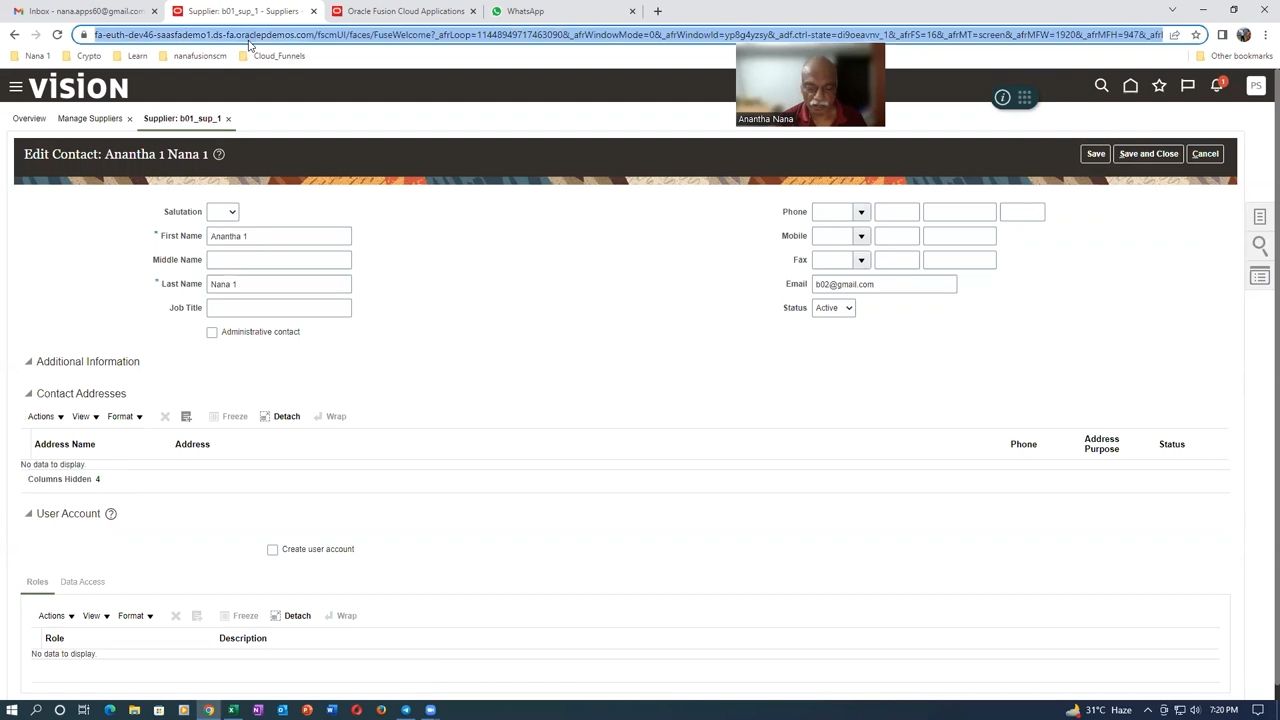 Inbox - nana.apps60@gmail.com
Supplier: b01_sup_1 - Suppliers
Oracle Fusion Cloud Applications
WhatsApp
fa-euth-dev46-saasfademo1.ds-fa.oraclepdemos.com/fscmUI/faces/FuseWelcome?_afrLoop=11448949717463090&_afrWindowMode=0&_afrWindowId=yp8g4yzsy&_adf.ctrl-state=di9oeavnv_1&_afrFS=16&_afrMT=screen&_afrMFW=1920&_afrMFH=947&_afrMI
Nana 1
Crypto
Learn
nanafusionscm
Cloud_Funnels
Other bookmarks
VISION
1
PS
Anantha Nana
Overview
Manage Suppliers
Supplier: b01_sup_1
Edit Contact: Anantha 1 Nana 1
Save
Save and Close
Cancel
Salutation
* First Name Anantha 1
Middle Name
* Last Name Nana 1
Job Title
Administrative contact
Phone
Mobile
Fax
Email b02@gmail.com
Status Active
Additional Information
Contact Addresses
Actions View Format Freeze Detach Wrap
Address Name Address Phone Address Purpose Status
No data to display.
Columns Hidden 4
User Account
Create user account
Roles Data Access
Actions View Format Freeze Detach Wrap
Role Description
No data to display.
31°C Haze
7:20 PM